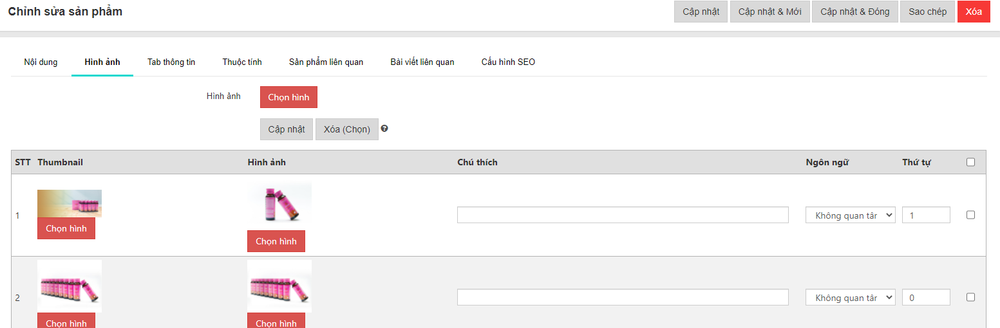 Chỉnh sửa sản phẩm
Cập nhật Cập nhật & Mới Cập nhật & Đóng Sao chép Xóa
Nội dung Hình ảnh Tab thông tin Thuộc tính Sản phẩm liên quan Bài viết liên quan Cấu hình SEO
Hình ảnh Chọn hình
Cập nhật Xóa (Chọn)
STT Thumbnail Hình ảnh Chú thích Ngôn ngữ Thứ tự
1 Không quan târ 1
Chọn hình Chọn hình
2 Không quan târ 0
Chọn hình Chọn hình